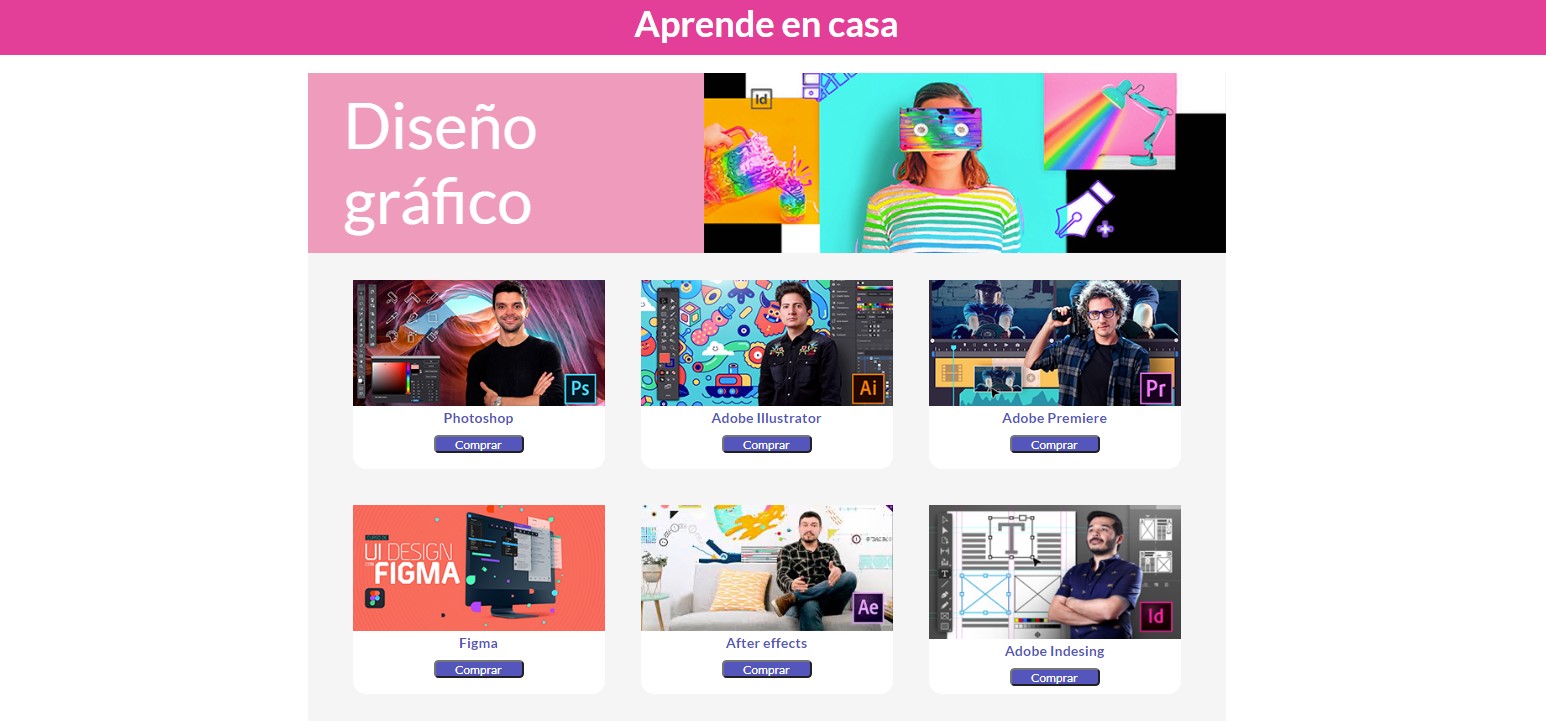 Aprende en casa
Diseño
gráfico
Id
Ps
Ai
Pr
Photoshop
Adobe Illustrator
Adobe Premiere
Comprar
Comprar
Comprar
UI DESIGN
FIGMA
Ae
T
Id
Figma
After effects
Adobe Indesing
Comprar
Comprar
Comprar